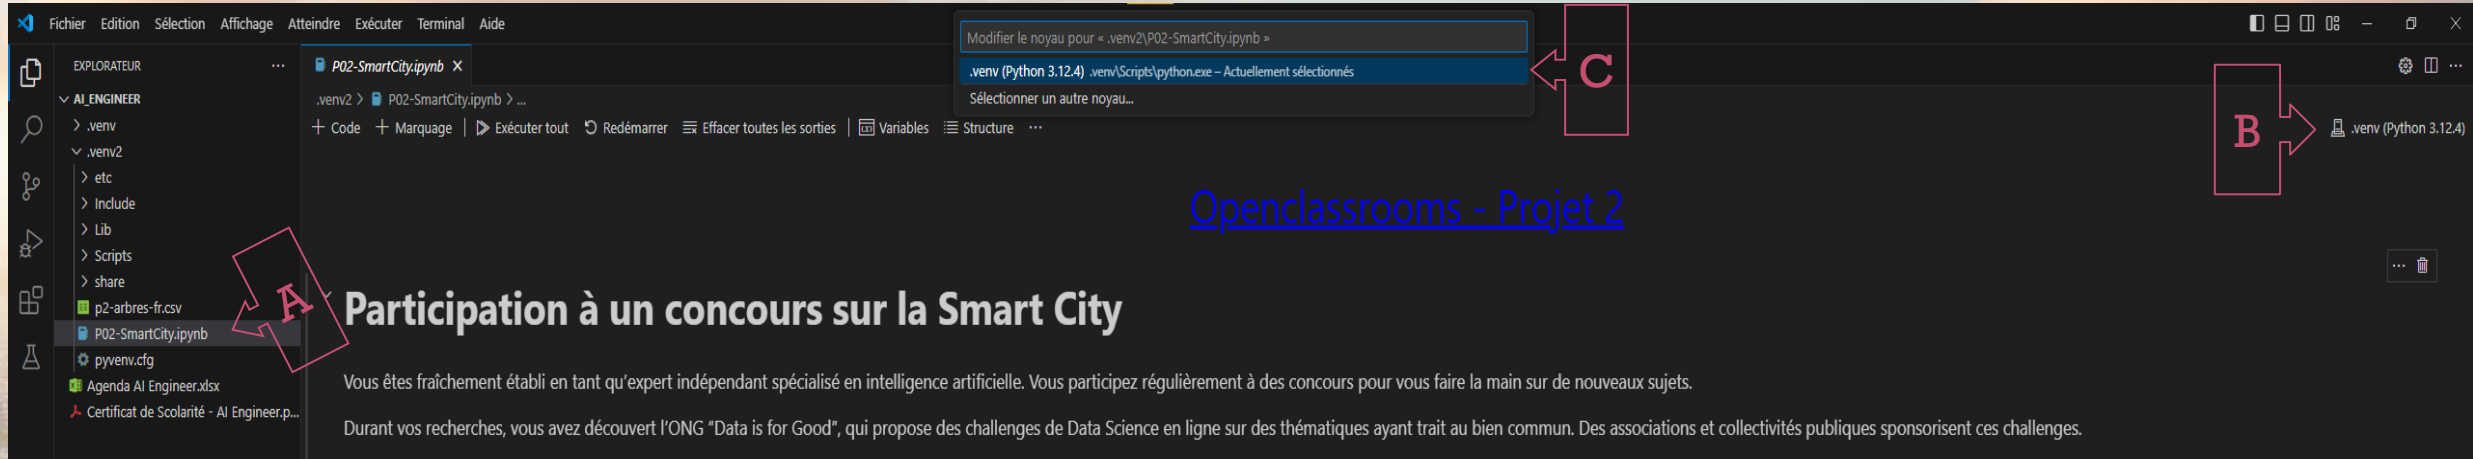 Fichier Edition Sélection Affichage Atteindre Exécuter Terminal Aide
Modifier le noyau pour « .venv2\P02-SmartCity.ipynb »
.venv (Python 3.12.4) .venv\Scripts\python.exe – Actuellement sélectionnés
Sélectionner un autre noyau...
C
EXPLORATEUR ...
P02-SmartCity.ipynb ×
AI_ENGINEER
.venv
.venv2
etc
Include
Lib
Scripts
share
p2-arbres-fr.csv
P02-SmartCity.ipynb
pyvenv.cfg
Agenda AI Engineer.xlsx
Certificat de Scolarité - AI Engineer.p...
A
.venv2 > P02-SmartCity.ipynb > ...
+ Code + Marquage | Exécuter tout Redémarrer Effacer toutes les sorties | Variables Structure ...
B
.venv (Python 3.12.4)
Openclassrooms - Projet 2
Participation à un concours sur la Smart City
Vous êtes fraîchement établi en tant qu'expert indépendant spécialisé en intelligence artificielle. Vous participez régulièrement à des concours pour vous faire la main sur de nouveaux sujets.
Durant vos recherches, vous avez découvert l'ONG "Data is for Good", qui propose des challenges de Data Science en ligne sur des thématiques ayant trait au bien commun. Des associations et collectivités publiques sponsorisent ces challenges.